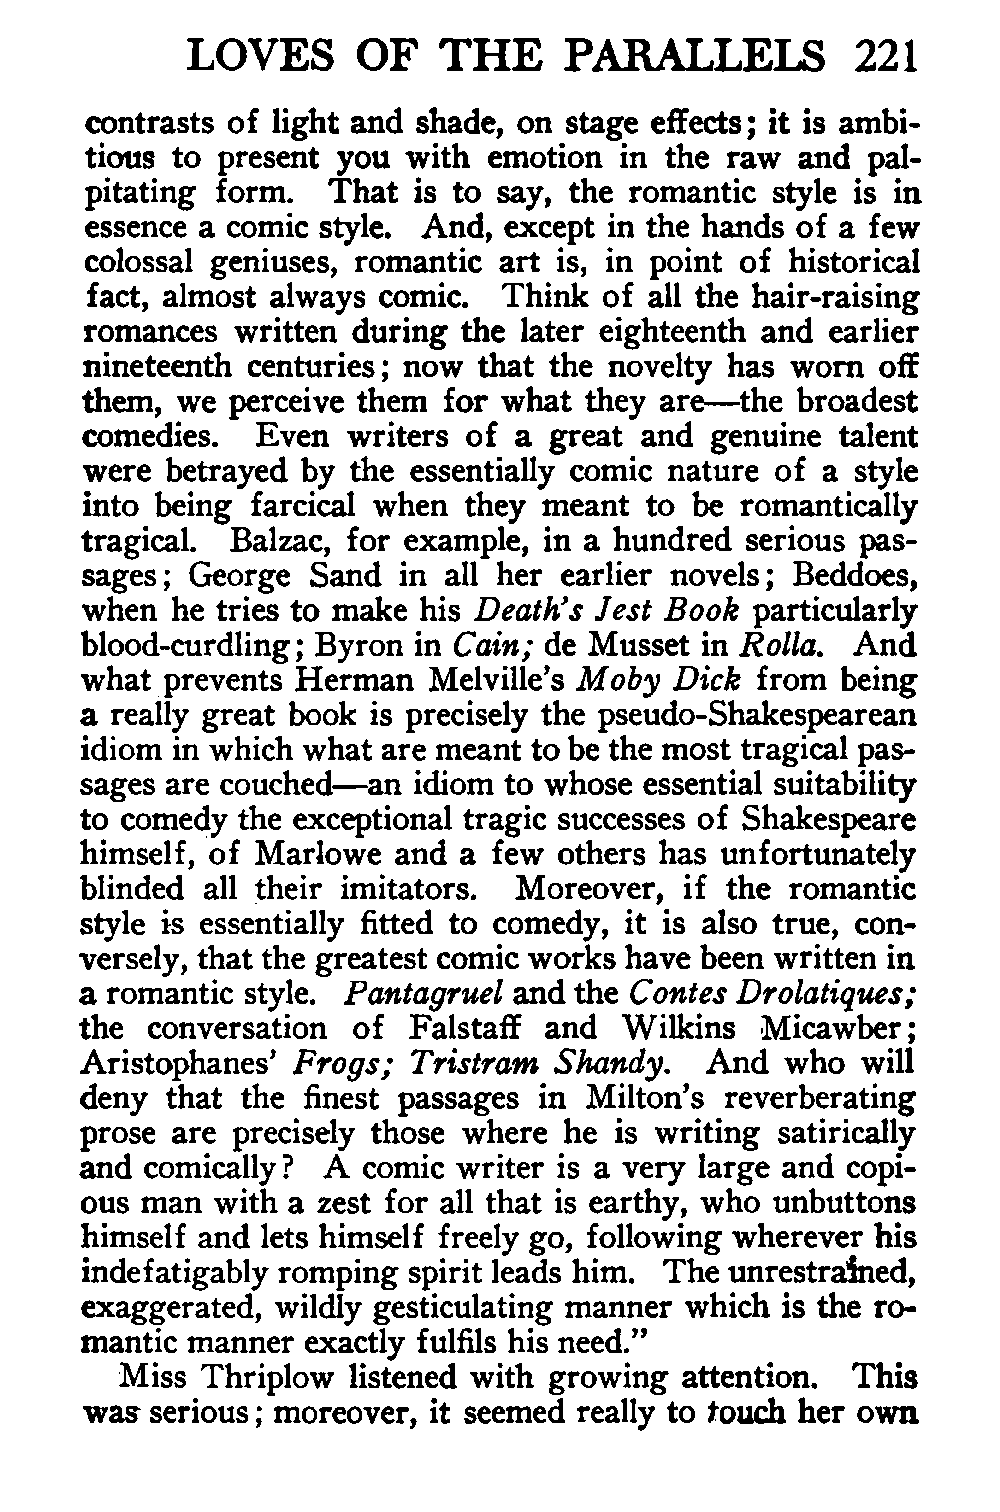 LOVES OF THE PARALLELS 221
contrasts of light and shade, on stage effects; it is ambi-
tious to present you with emotion in the raw and pal-
pitating form. That is to say, the romantic style is in
essence a comic style. And, except in the hands of a few
colossal geniuses, romantic art is, in point of historical
fact, almost always comic. Think of all the hair-raising
romances written during the later eighteenth and earlier
nineteenth centuries; now that the novelty has worn off
them, we perceive them for what they are—the broadest
comedies. Even writers of a great and genuine talent
were betrayed by the essentially comic nature of a style
into being farcical when they meant to be romantically
tragical. Balzac, for example, in a hundred serious pas-
sages; George Sand in all her earlier novels; Beddoes,
when he tries to make his Death's Jest Book particularly
blood-curdling; Byron in Cain; de Musset in Rolla. And
what prevents Herman Melville's Moby Dick from being
a really great book is precisely the pseudo-Shakespearean
idiom in which what are meant to be the most tragical pas-
sages are couched—an idiom to whose essential suitability
to comedy the exceptional tragic successes of Shakespeare
himself, of Marlowe and a few others has unfortunately
blinded all their imitators. Moreover, if the romantic
style is essentially fitted to comedy, it is also true, con-
versely, that the greatest comic works have been written in
a romantic style. Pantagruel and the Contes Drolatiques;
the conversation of Falstaff and Wilkins Micawber;
Aristophanes' Frogs; Tristram Shandy. And who will
deny that the finest passages in Milton's reverberating
prose are precisely those where he is writing satirically
and comically? A comic writer is a very large and copi-
ous man with a zest for all that is earthy, who unbuttons
himself and lets himself freely go, following wherever his
indefatigably romping spirit leads him. The unrestrained,
exaggerated, wildly gesticulating manner which is the ro-
mantic manner exactly fulfils his need."
Miss Thriplow listened with growing attention. This
was serious; moreover, it seemed really to touch her own